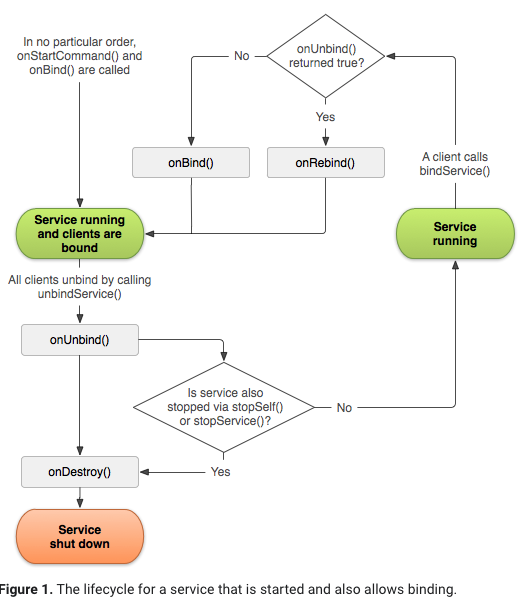 In no particular order,
onStartCommand() and
onBind() are called
No
onUnbind()
returned true?
Yes
onBind()
onRebind()
A client calls
bindService()
Service running
and clients are
bound
Service
running
All clients unbind by calling
unbindService()
onUnbind()
Is service also
stopped via stopSelf()
or stopService()?
No
onDestroy()
Yes
Service
shut down
Figure 1. The lifecycle for a service that is started and also allows binding.